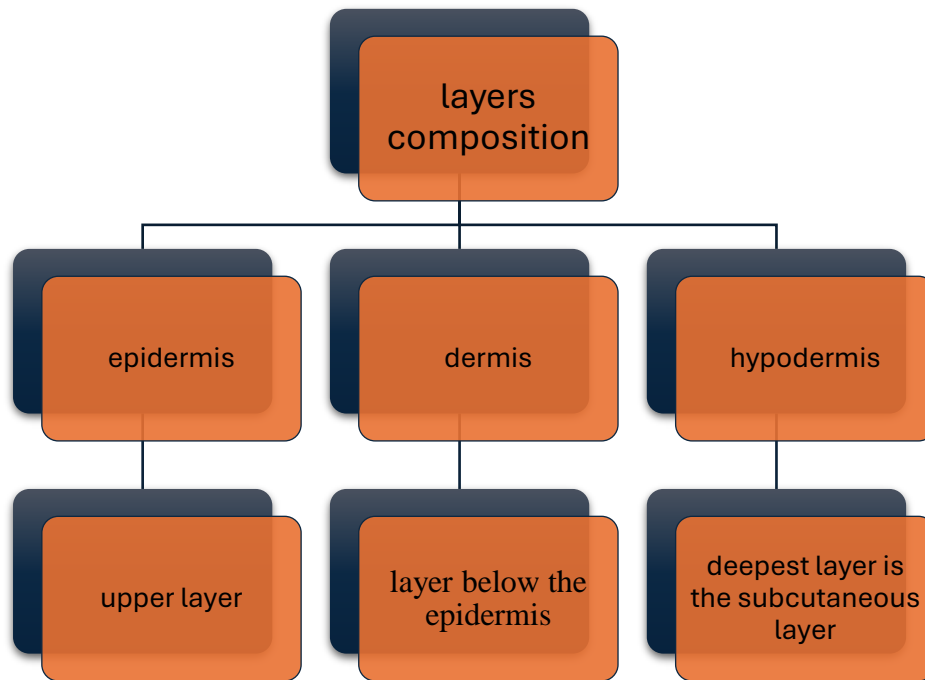 layers
composition
epidermis
dermis
hypodermis
upper layer
layer below the
epidermis
deepest layer is
the subcutaneous
layer